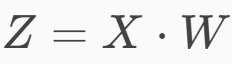 Z = X · W